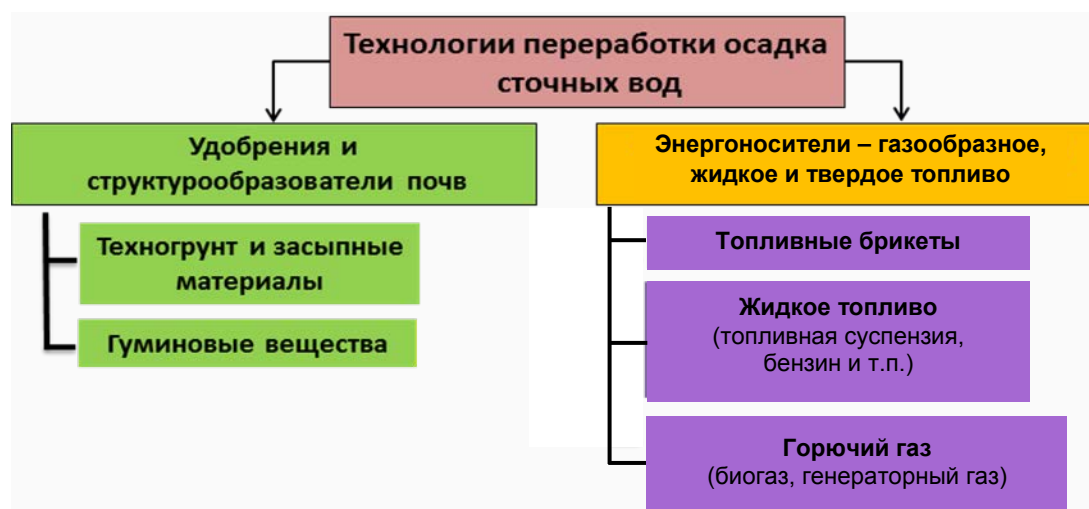 Технологии переработки осадка
сточных вод
Удобрения и
структурообразователи почв
Энергоносители – газообразное,
жидкое и твердое топливо
Техногрунт и засыпные
материалы
Гуминовые вещества
Топливные брикеты
Жидкое топливо
(топливная суспензия,
бензин и т.п.)
Горючий газ
(биогаз, генераторный газ)